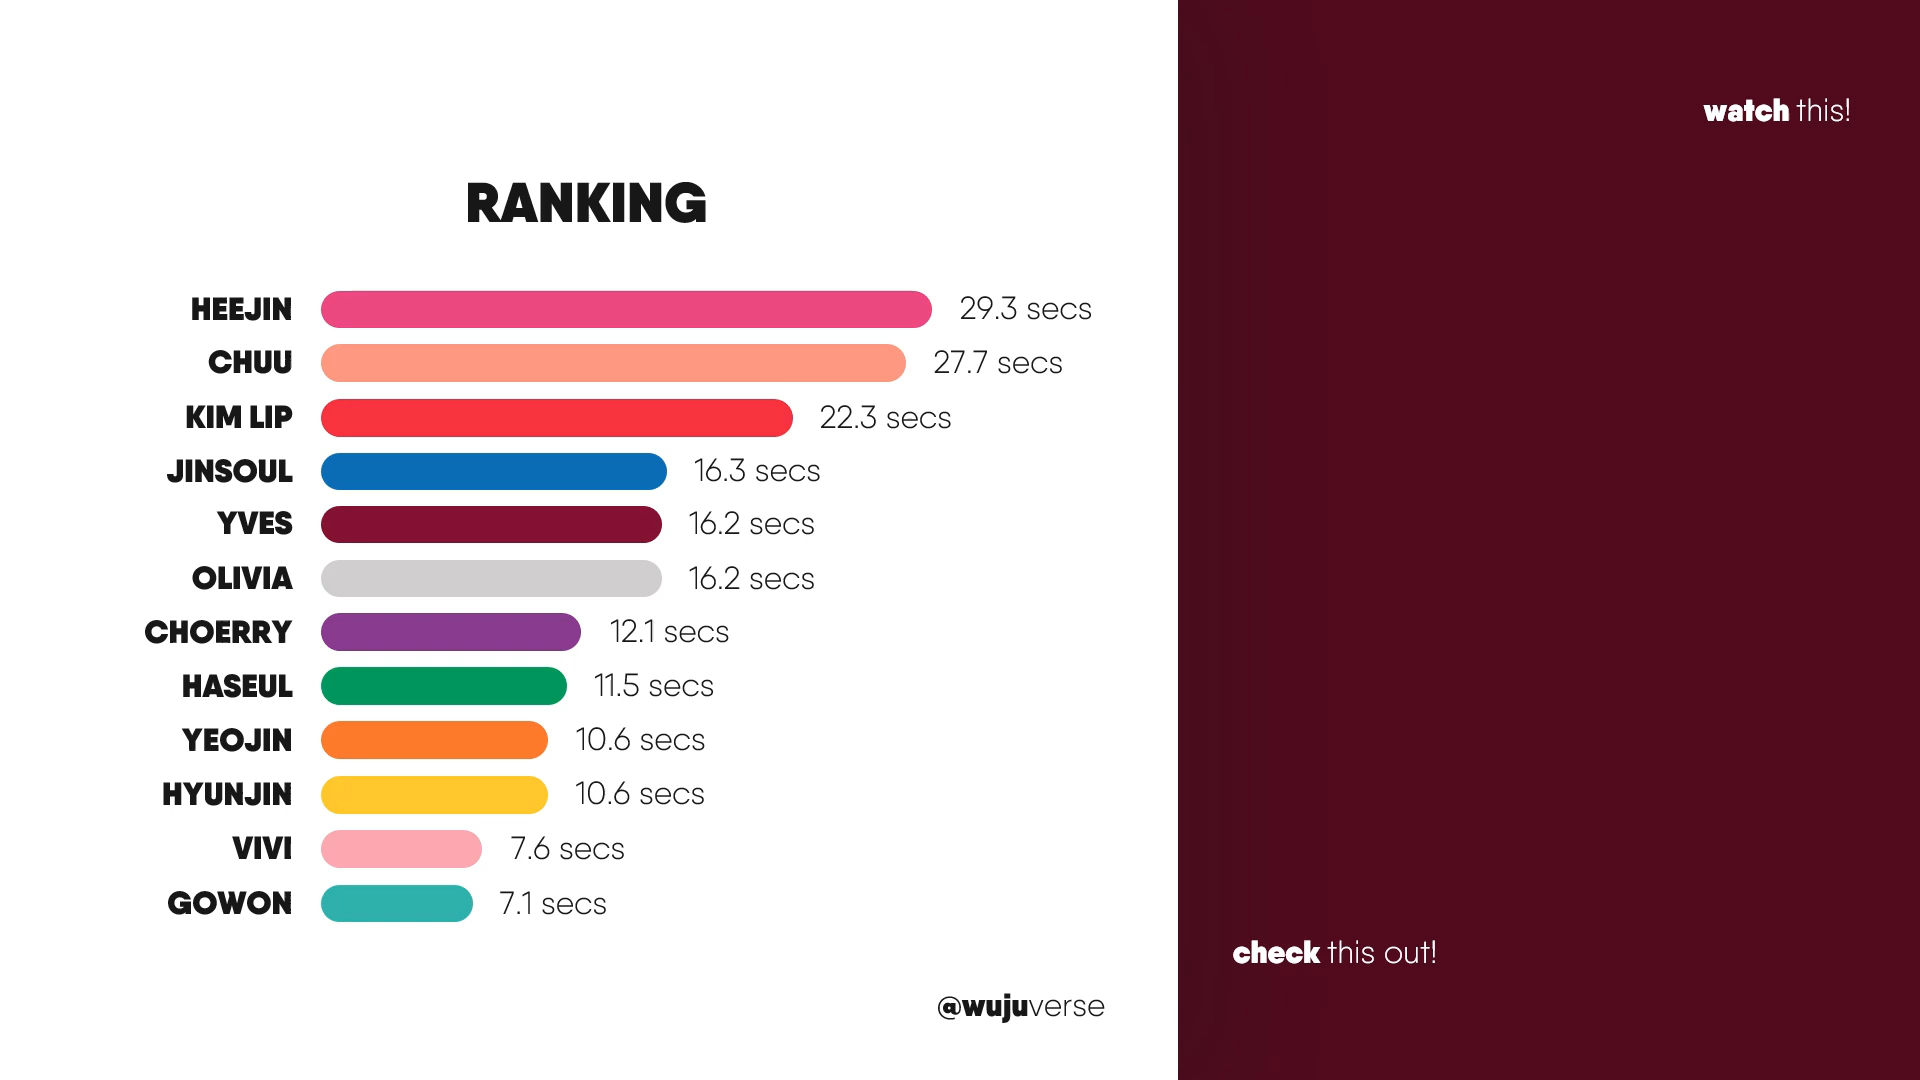 RANKING
HEEJIN 29.3 secs
CHUU 27.7 secs
KIM LIP 22.3 secs
JINSOUL 16.3 secs
YVES 16.2 secs
OLIVIA 16.2 secs
CHOERRY 12.1 secs
HASEUL 11.5 secs
YEOJIN 10.6 secs
HYUNJIN 10.6 secs
VIVI 7.6 secs
GOWON 7.1 secs
@wujuverse
watch this!
check this out!